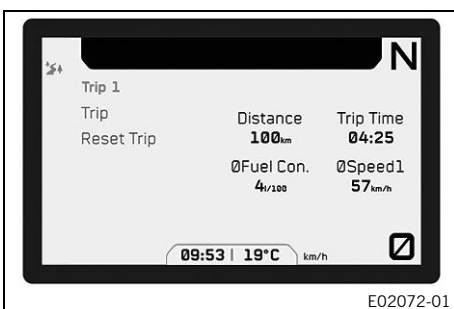 N
Trip 1
Trip
Reset Trip
Distance Trip Time
100km 04:25
ØFuel Con. ØSpeed1
4l/100 57km/h
09:53 | 19°C km/h
0
E02072-01